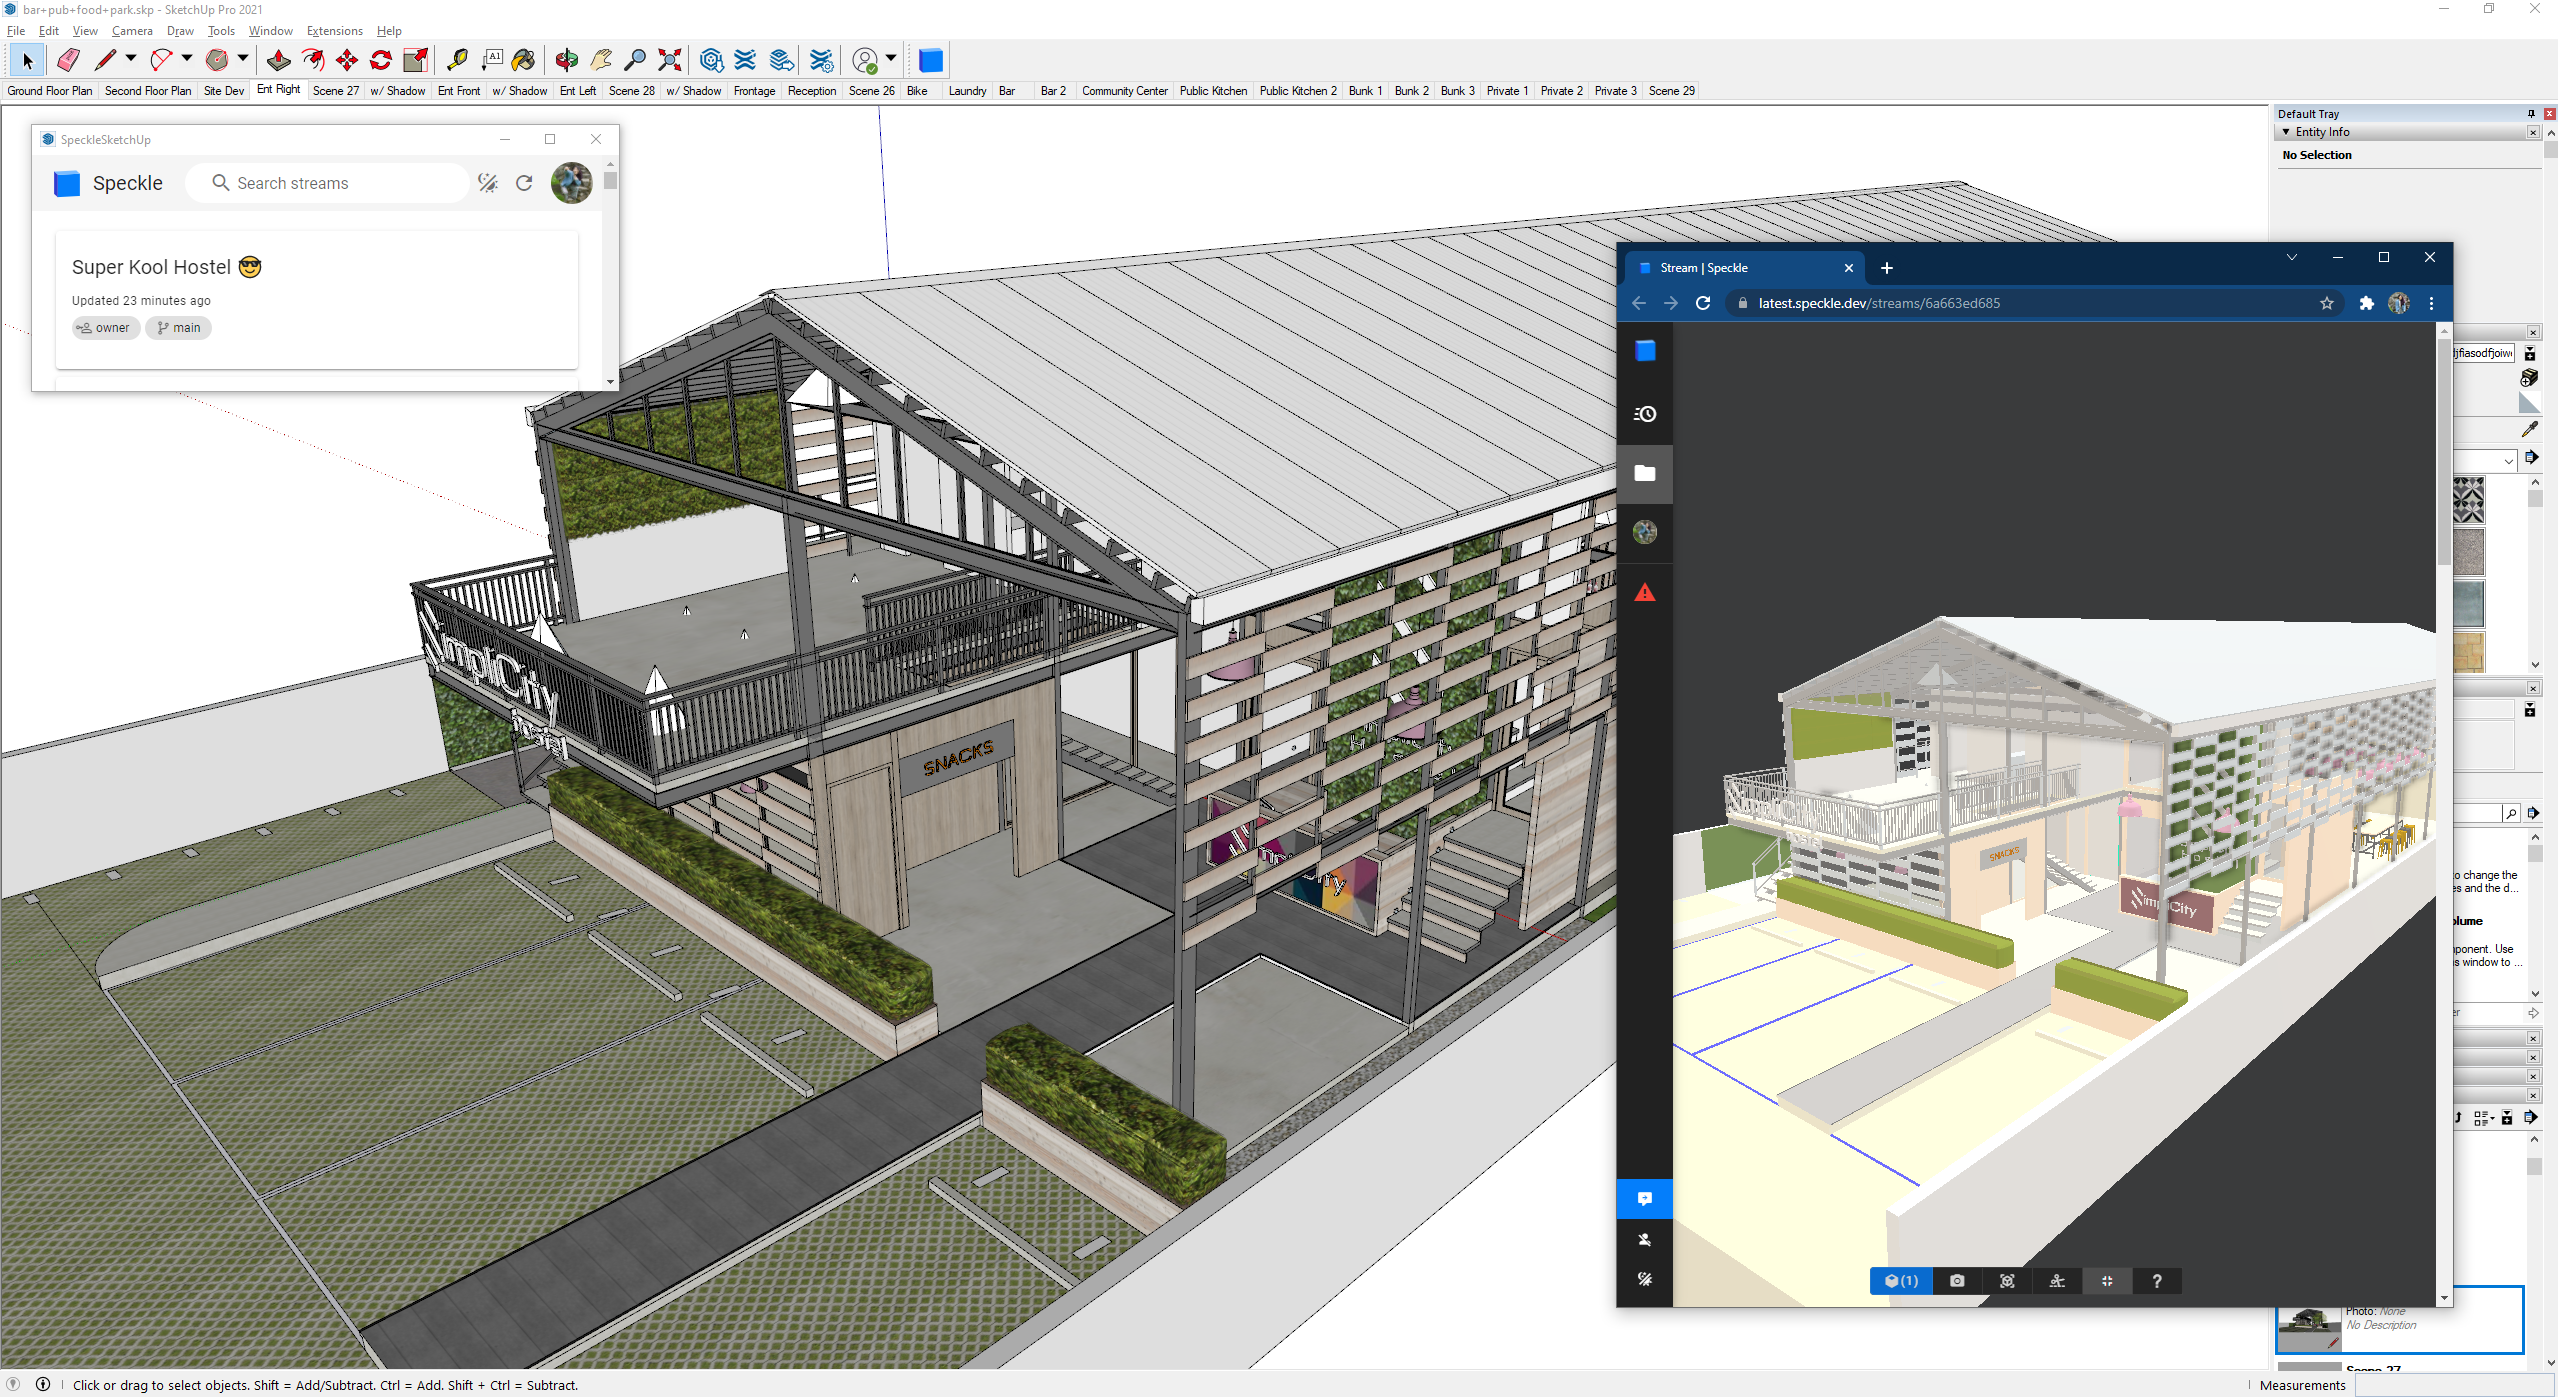 bar+pub+food+park.skp - SketchUp Pro 2021
File Edit View Camera Draw Tools Window Extensions Help
A1
Ground Floor Plan Second Floor Plan Site Dev Ent Right Scene 27 w/ Shadow Ent Front w/ Shadow Ent Left Scene 28 w/ Shadow Frontage Reception Scene 26 Bike Laundry Bar Bar 2 Community Center Public Kitchen Public Kitchen 2 Bunk 1 Bunk 2 Bunk 3 Private 1 Private 2 Private 3 Scene 29
SpeckleSketchUp
Speckle
Search streams
Super Kool Hostel 😎
Updated 23 minutes ago
owner main
SimpliCity
hostel
SNACKS
Stream | Speckle
latest.speckle.dev/streams/6a663ed685
SNACKS
SimpliCity
(1)
?
Default Tray
Entity Info
No Selection
to change the
es and the d...
olume
nponent. Use
s window to ...
er
Photo: None
No Description
Scene 27
Click or drag to select objects. Shift = Add/Subtract. Ctrl = Add. Shift + Ctrl = Subtract.
Measurements